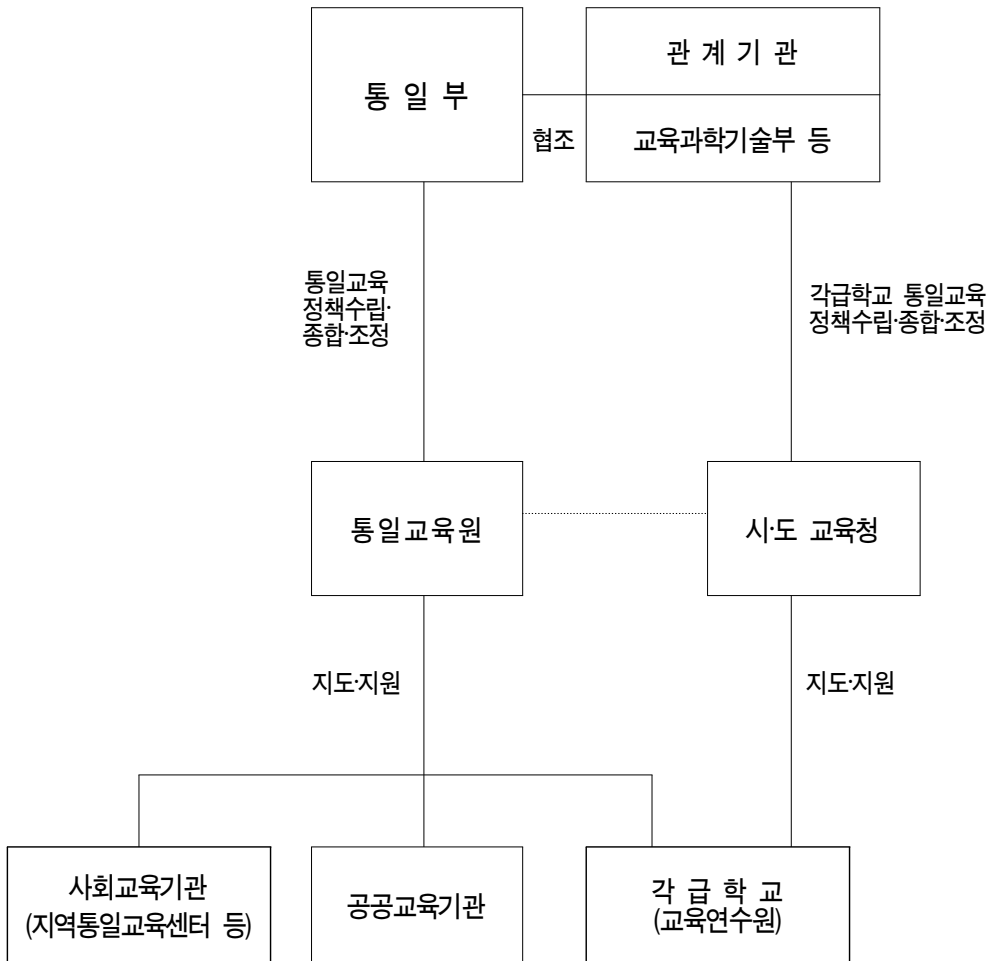 통 일 부
관 계 기 관
협조
교육과학기술부 등
통일교육
정책수립·
종합·조정
각급학교 통일교육
정책수립·종합·조정
통일교육원
시·도 교육청
지도·지원
지도·지원
사회교육기관
(지역통일교육센터 등)
공공교육기관
각 급 학 교
(교육연수원)